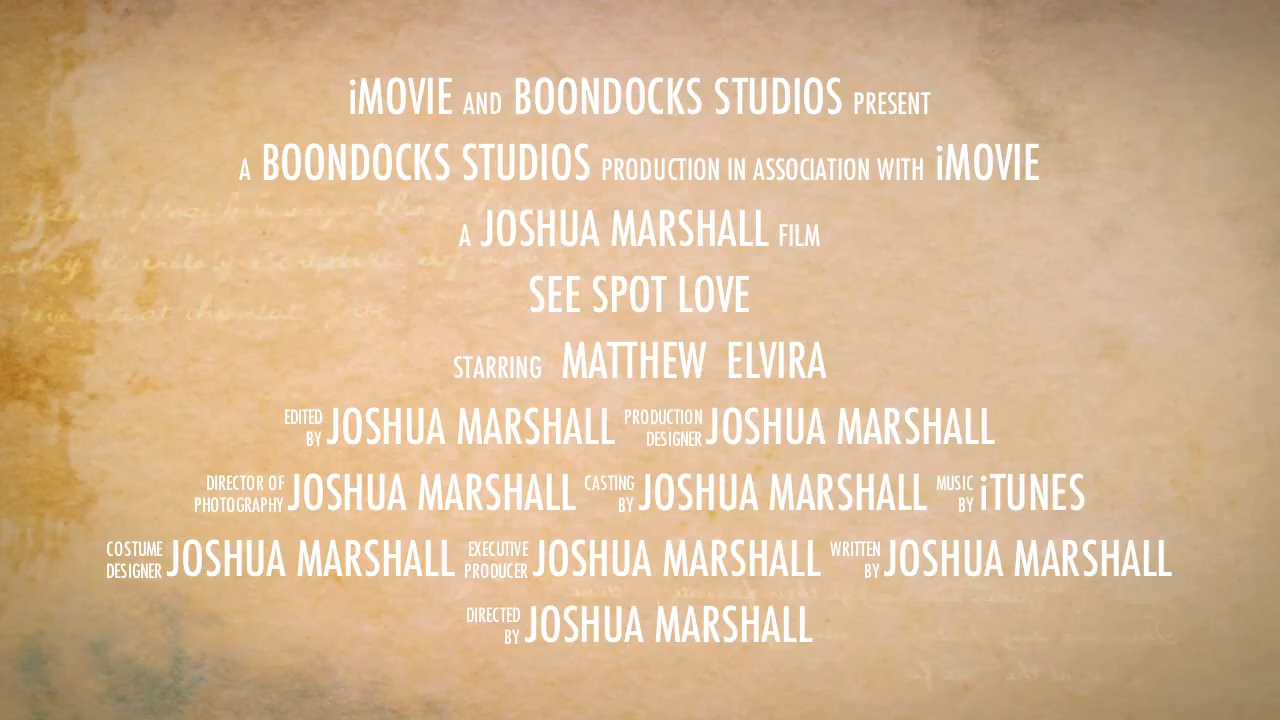 iMOVIE AND BOONDOCKS STUDIOS PRESENT
A BOONDOCKS STUDIOS PRODUCTION IN ASSOCIATION WITH iMOVIE
A JOSHUA MARSHALL FILM
SEE SPOT LOVE
STARRING MATTHEW ELVIRA
EDITED BY JOSHUA MARSHALL PRODUCTION DESIGNER JOSHUA MARSHALL
DIRECTOR OF PHOTOGRAPHY JOSHUA MARSHALL CASTING BY JOSHUA MARSHALL MUSIC BY iTUNES
COSTUME DESIGNER JOSHUA MARSHALL EXECUTIVE PRODUCER JOSHUA MARSHALL WRITTEN BY JOSHUA MARSHALL
DIRECTED BY JOSHUA MARSHALL